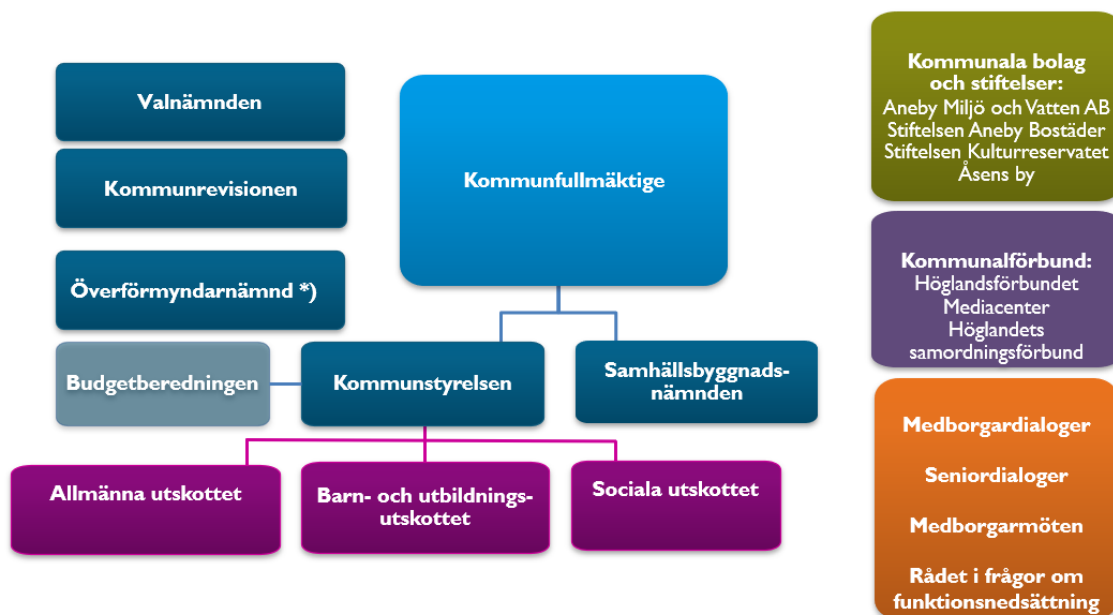 Valnämnden
Kommunrevisionen
Överförmyndarnämnd *)
Kommunfullmäktige
Budgetberedningen
Kommunstyrelsen
Samhällsbyggnads-
nämnden
Allmänna utskottet
Barn- och utbildnings-
utskottet
Sociala utskottet
Kommunala bolag
och stiftelser:
Aneby Miljö och Vatten AB
Stiftelsen Aneby Bostäder
Stiftelsen Kulturreservatet
Åsens by
Kommunalförbund:
Höglandsförbundet
Mediacenter
Höglandets
samordningsförbund
Medborgardialoger
Seniordialoger
Medborgarmöten
Rådet i frågor om
funktionsnedsättning